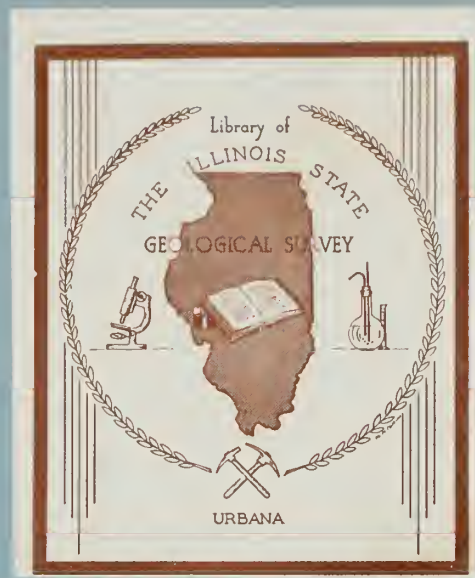 Library of
THE ILLINOIS STATE
GEOLOGICAL SURVEY
URBANA